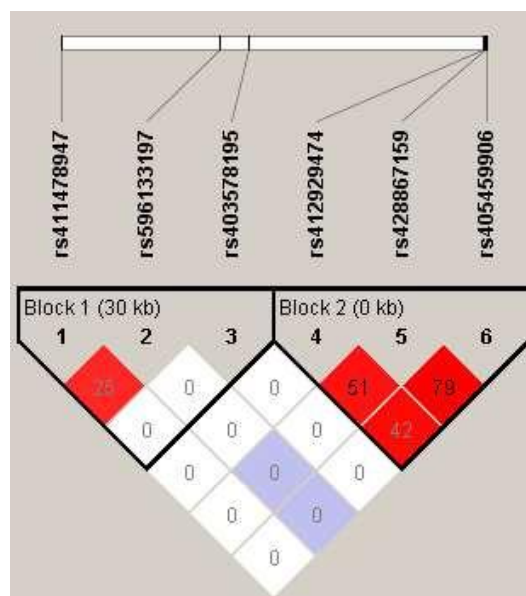 rs411478947
rs596133197
rs403578195
rs412929474
rs428867159
rs405459906
Block 1 (30 kb) Block 2 (0 kb)
1 2 3 4 5 6
28 0 0 51 79
0 0 0 42
0 0 0
0 0
0